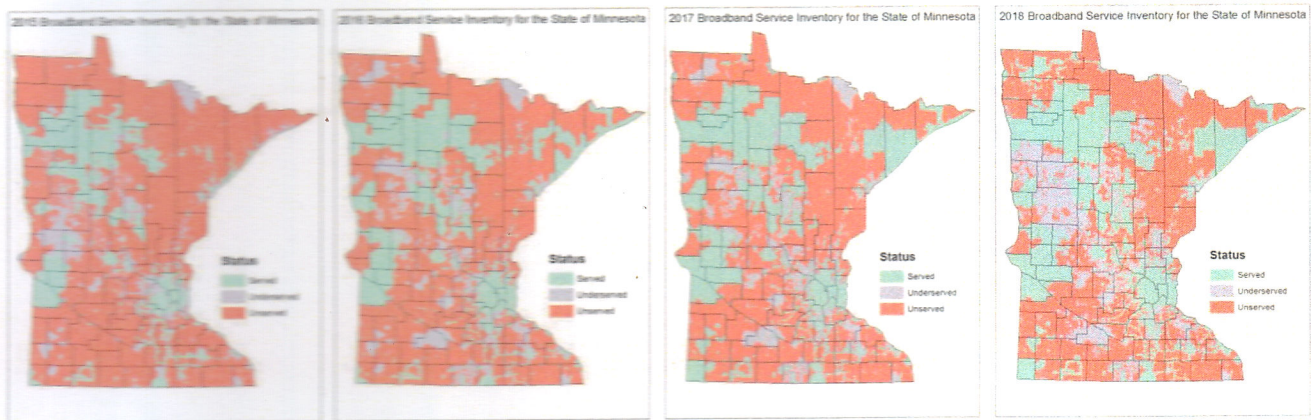 2015 Broadband Service Inventory for the State of Minnesota
Status
Served
Underserved
Unserved
2016 Broadband Service Inventory for the State of Minnesota
Status
Served
Underserved
Unserved
2017 Broadband Service Inventory for the State of Minnesota
Status
Served
Underserved
Unserved
2018 Broadband Service Inventory for the State of Minnesota
Status
Served
Underserved
Unserved